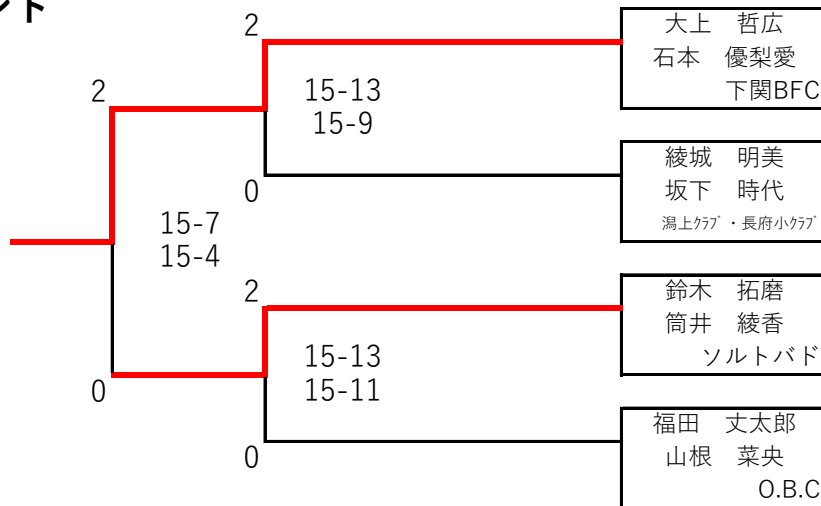 ント
2
大上　哲広
石本　優梨愛
下関BFC
2
15-13
15-9
0
綾城　明美
坂下　時代
潟上ｸﾗﾌﾞ・長府小ｸﾗﾌﾞ
15-7
15-4
2
鈴木　拓磨
筒井　綾香
ソルトバド
0
15-13
15-11
0
福田　丈太郎
山根　菜央
O.B.C